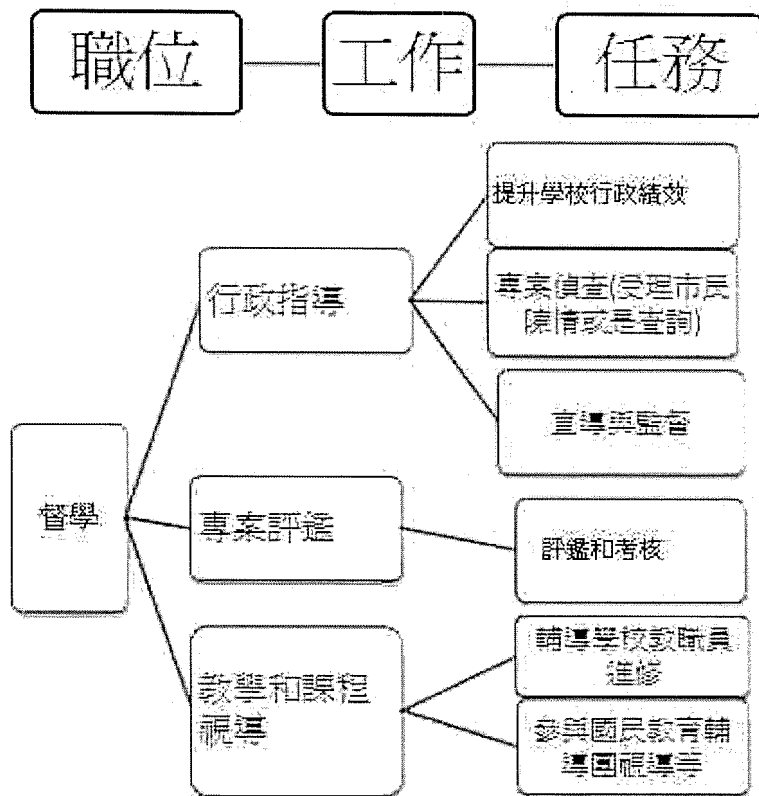 職位
工作
任務
督學
行政指導
提升學校行政績效
專案偵查(受理市長
陳情或是查詢)
宣導與監督
專案評鑑
評鑑和考核
教學和課程
視導
輔導學校教職員
進修
參與國民教育輔
導團視導等